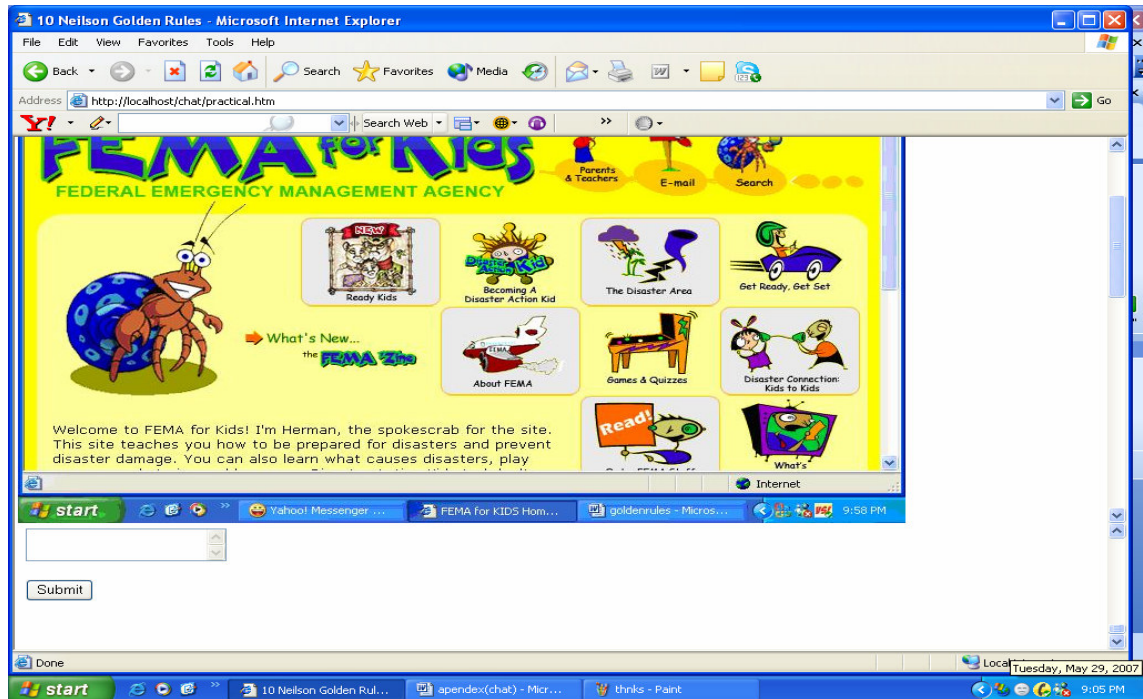 10 Neilson Golden Rules - Microsoft Internet Explorer
File Edit View Favorites Tools Help
Back Search Favorites Media
Address http://localhost/chat/practical.htm Go
Y! Search Web »
FEMA for Kids
FEDERAL EMERGENCY MANAGEMENT AGENCY
Parents & Teachers
E-mail
Search
NEW
Ready Kids
Disaster Action Kid
Becoming A
Disaster Action Kid
The Disaster Area
Get Ready, Get Set
What's New...
the FEMA Zine
FEMA
About FEMA
Games & Quizzes
Disaster Connection:
Kids to Kids
Welcome to FEMA for Kids! I'm Herman, the spokescrab for the site.
This site teaches you how to be prepared for disasters and prevent
disaster damage. You can also learn what causes disasters, play
Read!
What's
Internet
start » Yahoo! Messenger ... FEMA for KIDS Hom... goldenrules - Micros... 9:58 PM
Submit
Done
Local
Tuesday, May 29, 2007
start » 10 Neilson Golden Rul... apendex(chat) - Micr... thnks - Paint 9:05 PM